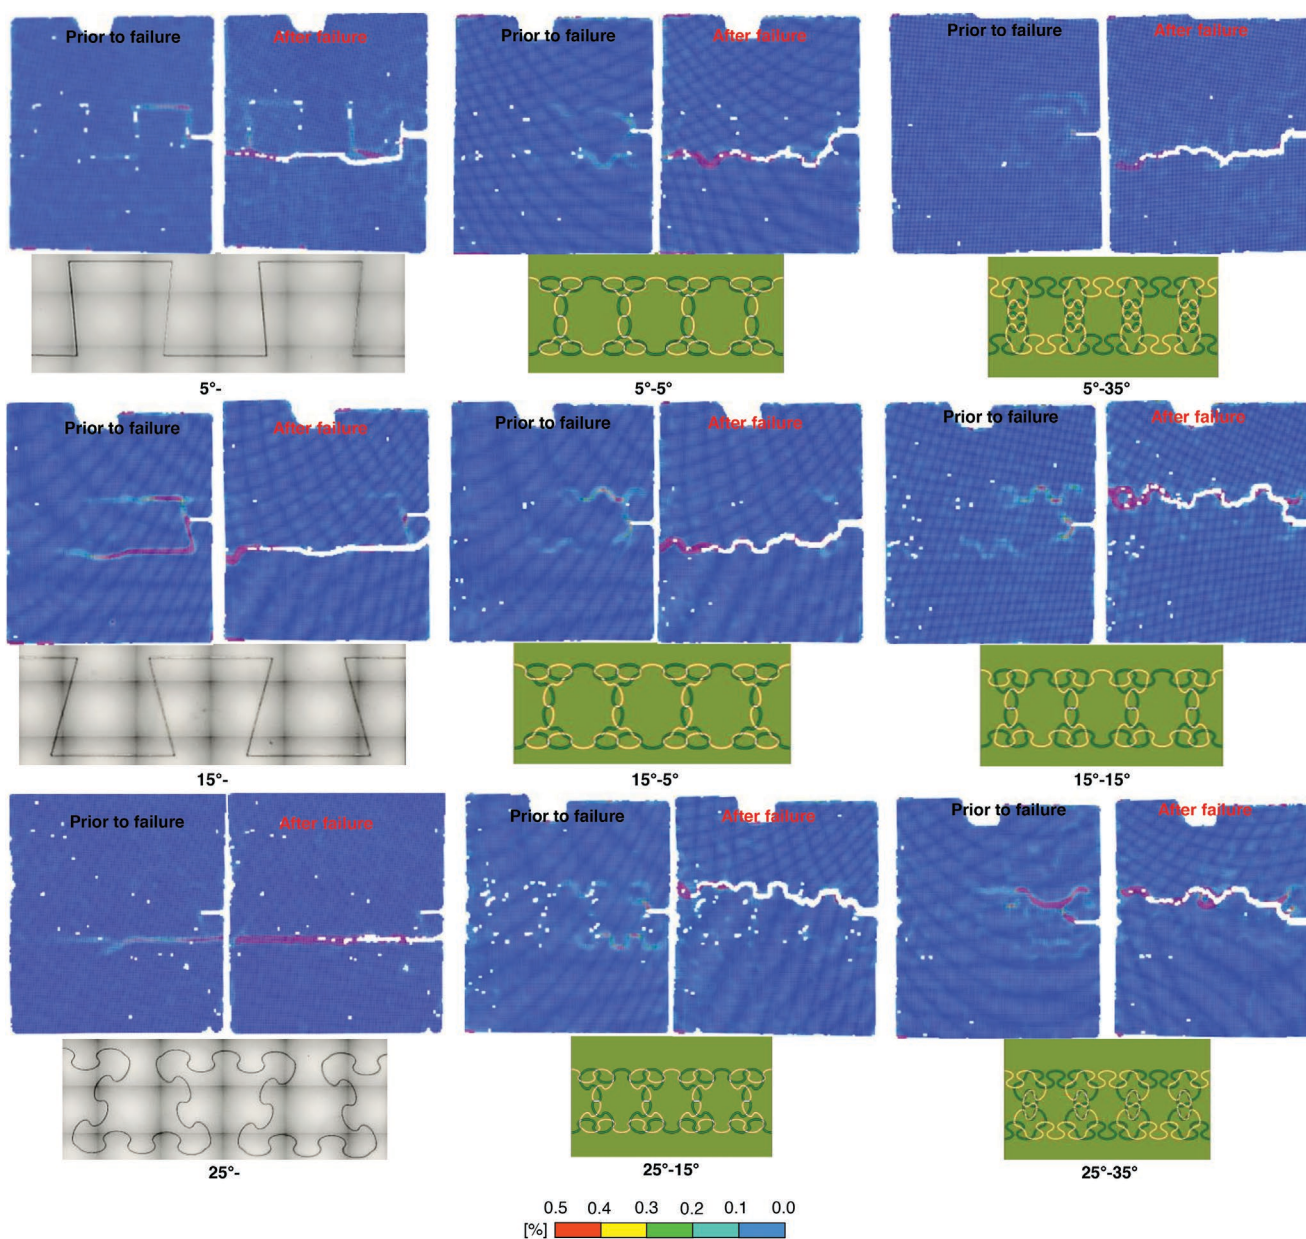 Prior to failure After failure Prior to failure After failure Prior to failure After failure
5°- 5°-5° 5°-35°
Prior to failure After failure Prior to failure After failure Prior to failure After failure
15°- 15°-5° 15°-15°
Prior to failure After failure Prior to failure After failure Prior to failure After failure
25°- 25°-15° 25°-35°
0.5 0.4 0.3 0.2 0.1 0.0
[%]